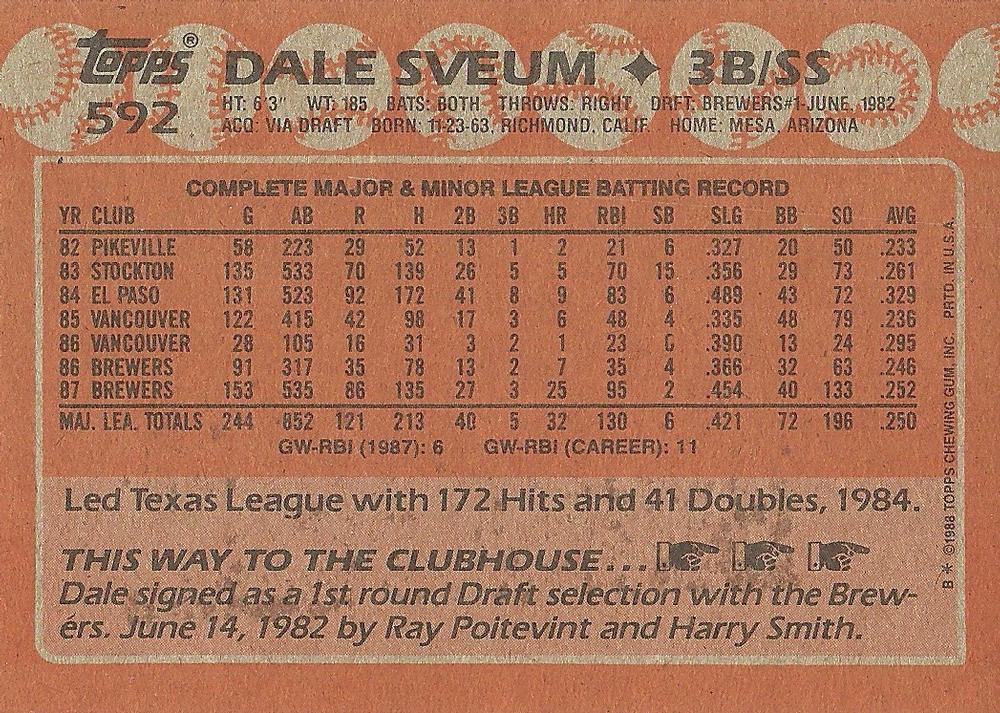 Topps® DALE SVEUM ✦ 3B/SS
592 HT: 6'3" WT: 185 BATS: BOTH THROWS: RIGHT DRFT: BREWERS#1-JUNE, 1982
ACQ: VIA DRAFT BORN: 11-23-63, RICHMOND, CALIF. HOME: MESA, ARIZONA
COMPLETE MAJOR & MINOR LEAGUE BATTING RECORD
YR CLUB G AB R H 2B 3B HR RBI SB SLG BB SO AVG
82 PIKEVILLE 58 223 29 52 13 1 2 21 6 .327 20 50 .233
83 STOCKTON 135 533 70 139 26 5 5 70 15 .356 29 73 .261
84 EL PASO 131 523 92 172 41 8 9 83 6 .489 43 72 .329
85 VANCOUVER 122 415 42 98 17 3 6 48 4 .335 48 79 .236
86 VANCOUVER 28 105 16 31 3 2 1 23 .390 13 24 .295
86 BREWERS 91 317 35 78 13 2 7 35 4 .366 32 63 .246
87 BREWERS 153 535 86 135 27 3 25 95 2 .454 40 133 .252
MAJ. LEA. TOTALS 244 852 121 213 40 5 32 130 6 .421 72 196 .250
GW-RBI (1987): 6 GW-RBI (CAREER): 11
Led Texas League with 172 Hits and 41 Doubles, 1984.
THIS WAY TO THE CLUBHOUSE...
Dale signed as a 1st round Draft selection with the Brew-
ers. June 14, 1982 by Ray Poitevint and Harry Smith.
B* ©1988 TOPPS CHEWING GUM, INC. PRTD. IN U.S.A.